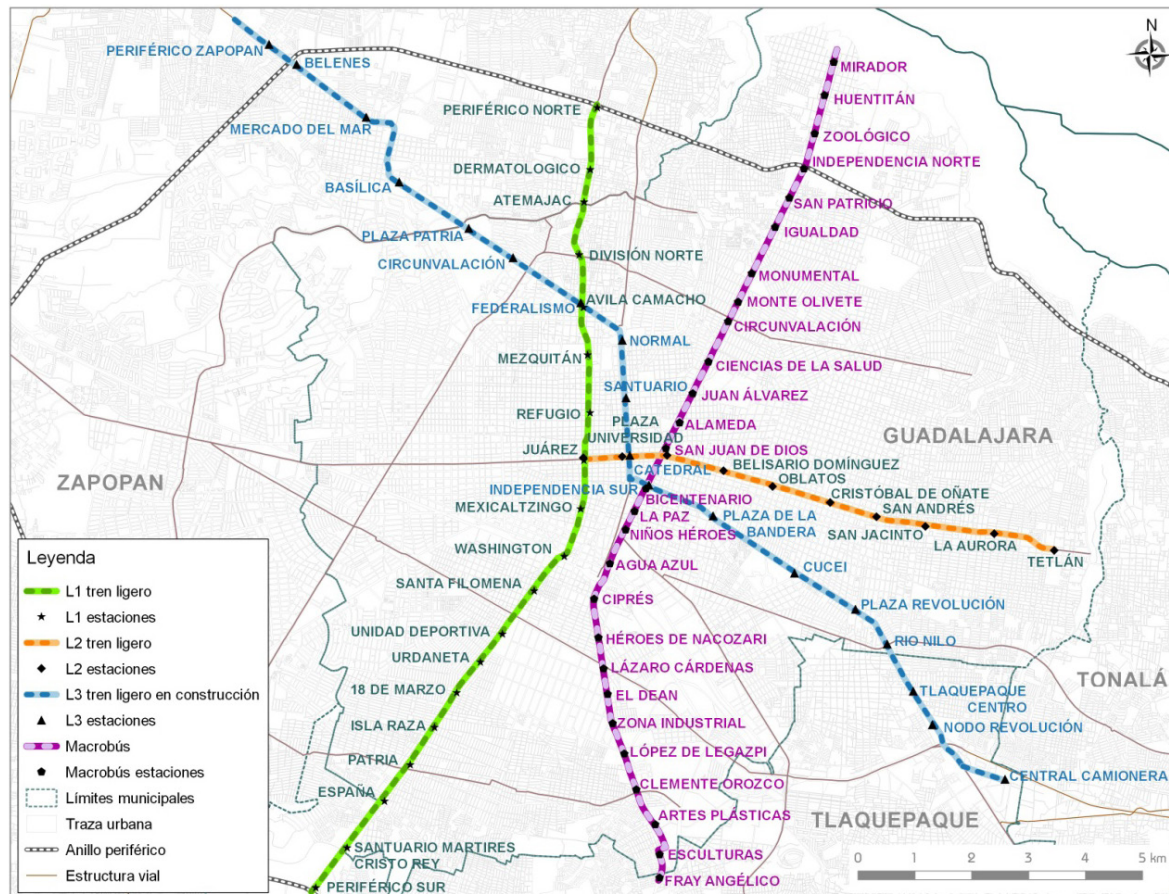 N
PERIFÉRICO ZAPOPAN
BELENES
MERCADO DEL MAR
BASÍLICA
PLAZA PATRIA
CIRCUNVALACIÓN
FEDERALISMO
NORMAL
SANTUARIO
CATEDRAL
INDEPENDENCIA SUR
PLAZA DE LA
BANDERA
CUCEI
PLAZA REVOLUCIÓN
RIO NILO
TLAQUEPAQUE
CENTRO
NODO REVOLUCIÓN
CENTRAL CAMIONERA
PERIFÉRICO NORTE
DERMATOLOGICO
ATEMAJAC
DIVISIÓN NORTE
AVILA CAMACHO
MEZQUITÁN
REFUGIO
JUÁREZ
MEXICALTZINGO
WASHINGTON
SANTA FILOMENA
UNIDAD DEPORTIVA
URDANETA
18 DE MARZO
ISLA RAZA
PATRIA
ESPAÑA
SANTUARIO MARTIRES
CRISTO REY
PERIFÉRICO SUR
PLAZA
UNIVERSIDAD
BELISARIO DOMÍNGUEZ
OBLATOS
CRISTÓBAL DE OÑATE
SAN ANDRÉS
SAN JACINTO
LA AURORA
TETLÁN
MIRADOR
HUENTITÁN
ZOOLÓGICO
INDEPENDENCIA NORTE
SAN PATRICIO
IGUALDAD
MONUMENTAL
MONTE OLIVETE
CIRCUNVALACIÓN
CIENCIAS DE LA SALUD
JUAN ÁLVAREZ
ALAMEDA
SAN JUAN DE DIOS
BICENTENARIO
LA PAZ
NIÑOS HÉROES
AGUA AZUL
CIPRÉS
HÉROES DE NACOZARI
LÁZARO CÁRDENAS
EL DEAN
ZONA INDUSTRIAL
LÓPEZ DE LEGAZPI
CLEMENTE OROZCO
ARTES PLÁSTICAS
ESCULTURAS
FRAY ANGÉLICO
ZAPOPAN
GUADALAJARA
TONALÁ
TLAQUEPAQUE
Leyenda
L1 tren ligero
L1 estaciones
L2 tren ligero
L2 estaciones
L3 tren ligero en construcción
L3 estaciones
Macrobús
Macrobús estaciones
Límites municipales
Traza urbana
Anillo periférico
Estructura vial
0 1 2 3 4 5 km